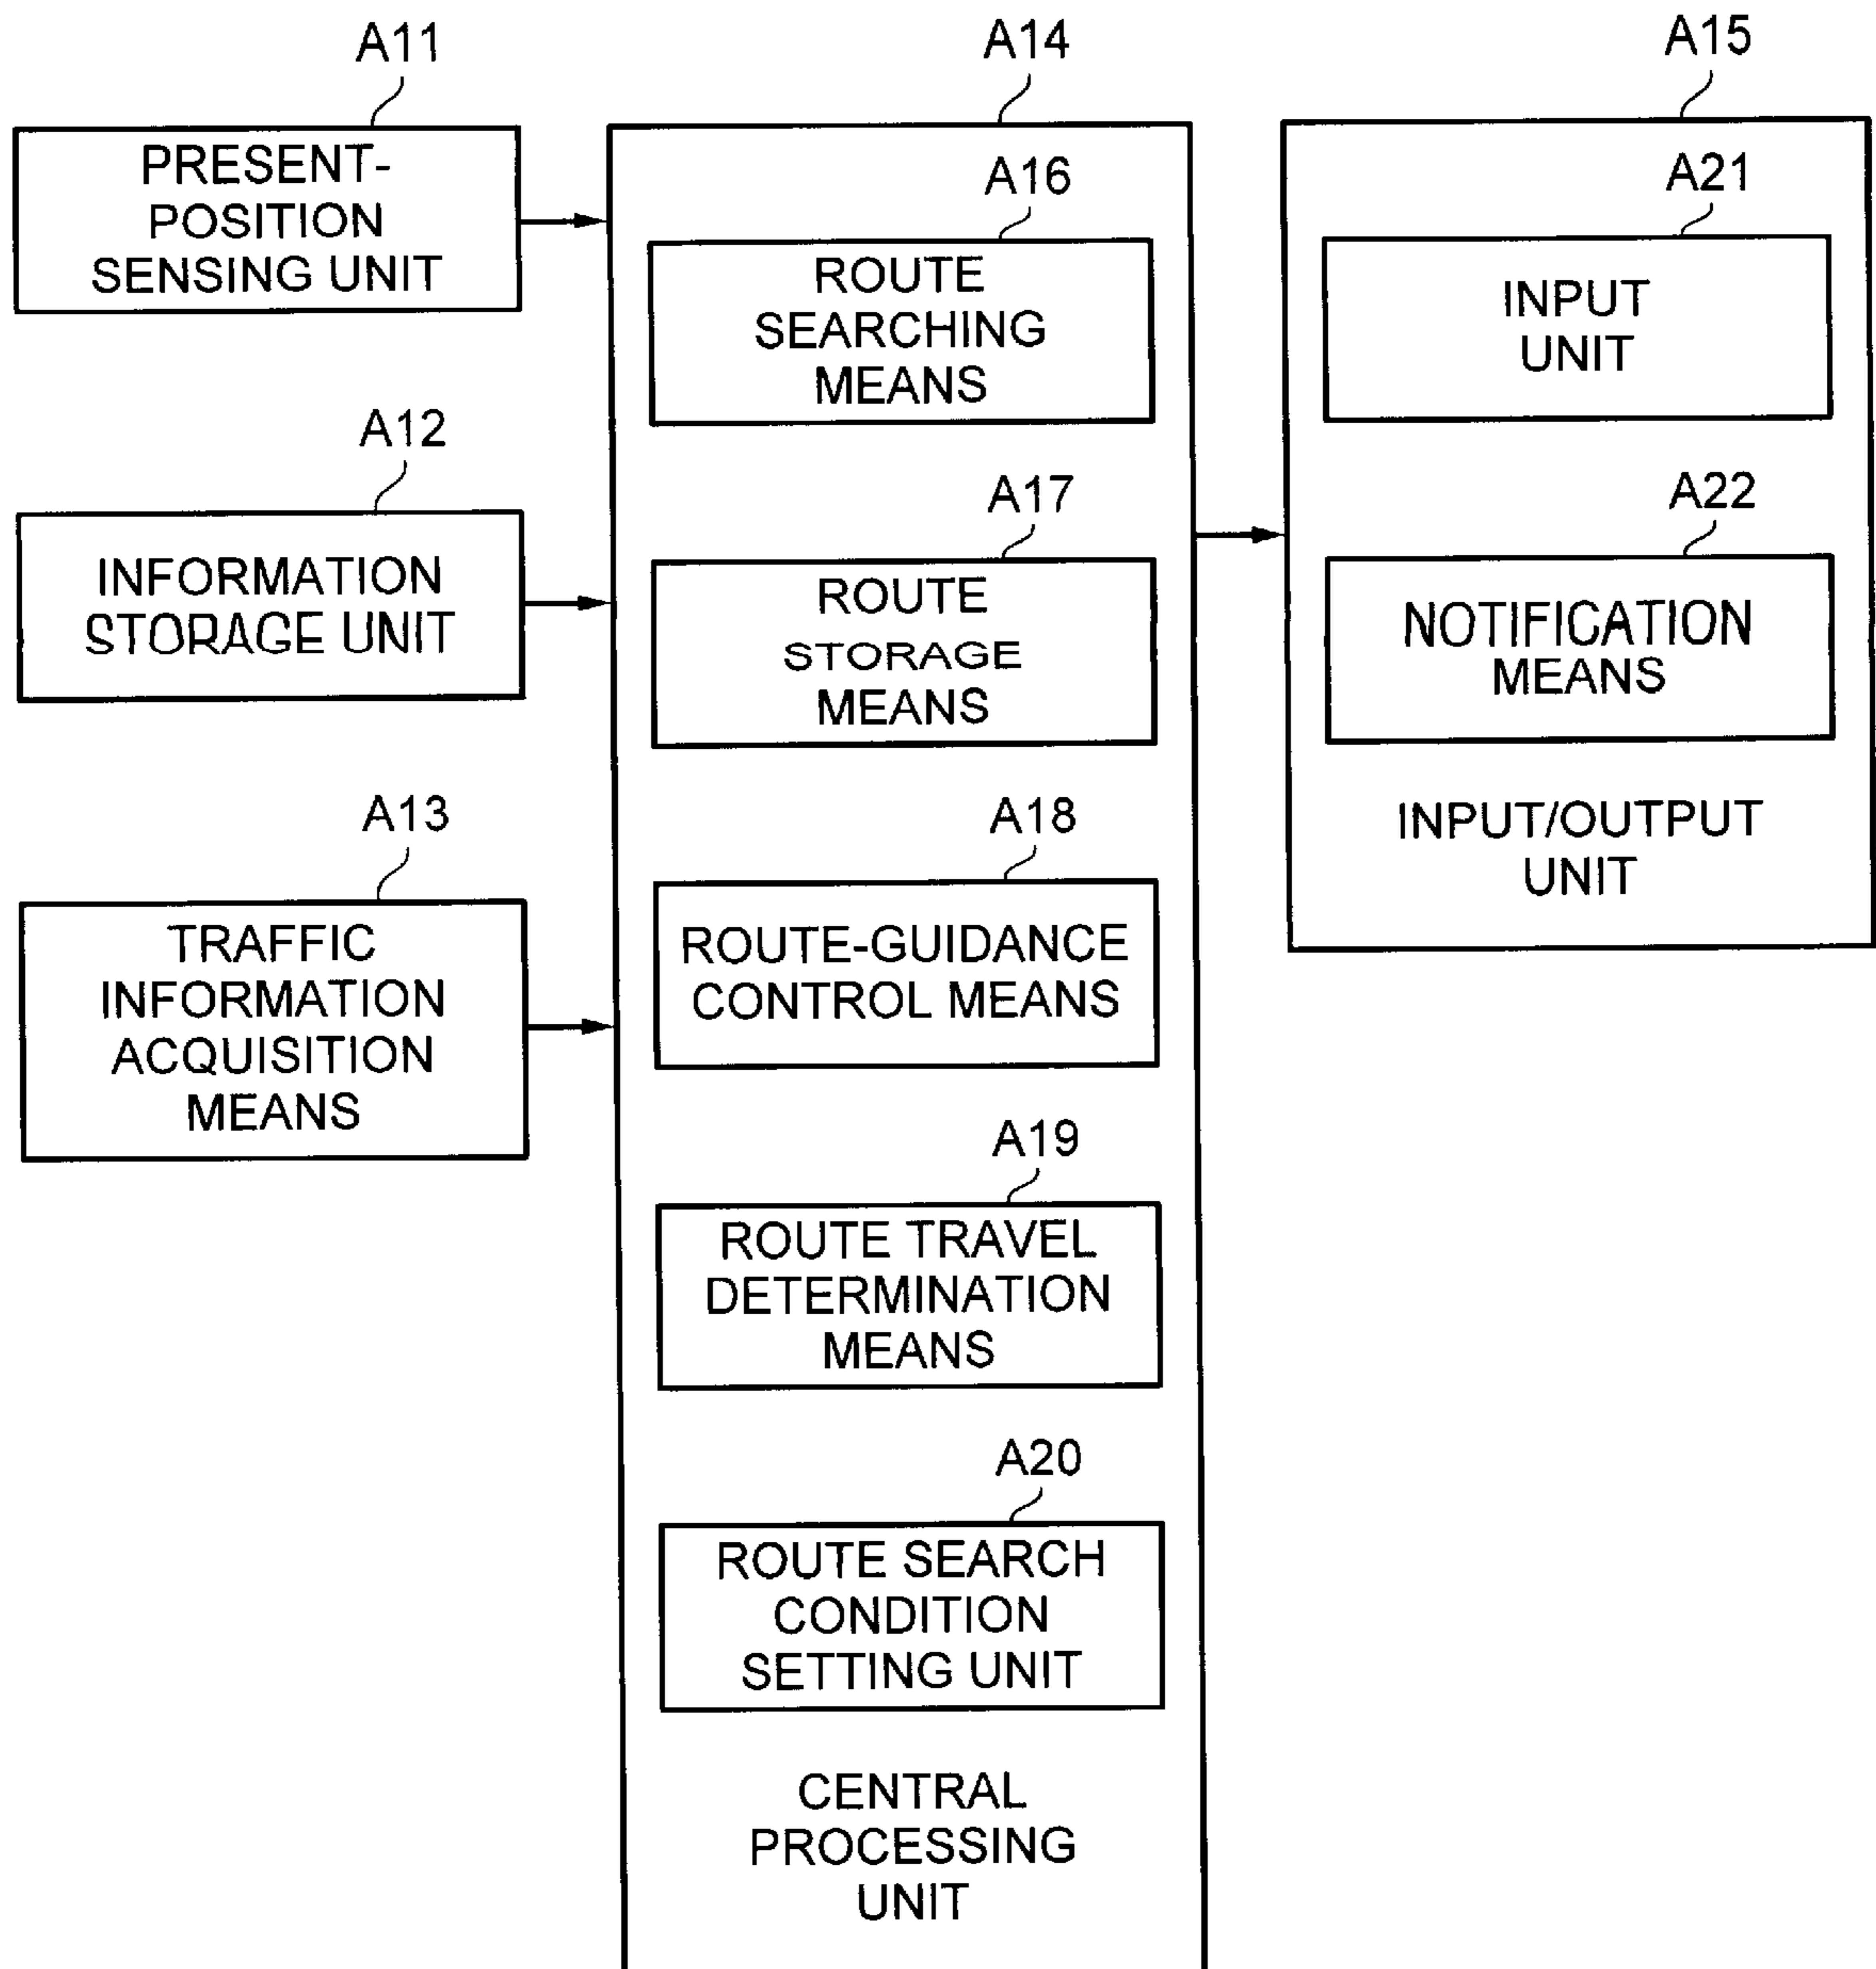 A11
PRESENT-
POSITION
SENSING UNIT
A12
INFORMATION
STORAGE UNIT
A13
TRAFFIC
INFORMATION
ACQUISITION
MEANS
A14
A16
ROUTE
SEARCHING
MEANS
A17
ROUTE
STORAGE
MEANS
A18
ROUTE-GUIDANCE
CONTROL MEANS
A19
ROUTE TRAVEL
DETERMINATION
MEANS
A20
ROUTE SEARCH
CONDITION
SETTING UNIT
CENTRAL
PROCESSING
UNIT
A15
A21
INPUT
UNIT
A22
NOTIFICATION
MEANS
INPUT/OUTPUT
UNIT